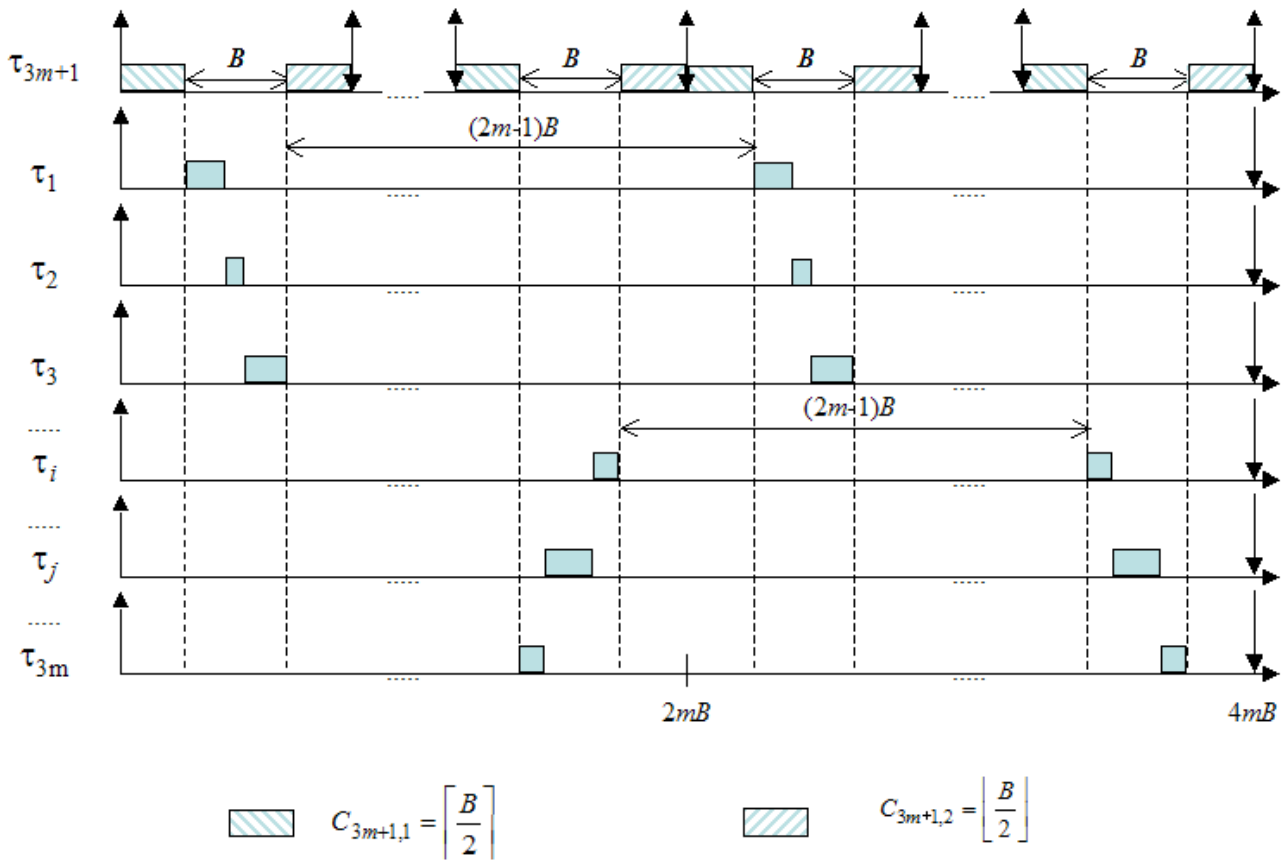 τ3m+1 B B B B
.....
.....
(2m-1)B
τ1
.....
.....
τ2
.....
.....
τ3
.....
.....
(2m-1)B
-----
τi
.....
.....
-----
τj
.....
.....
-----
τ3m
.....
.....
2mB 4mB
C3m+1,1 = ⌈B/2⌉ C3m+1,2 = ⌊B/2⌋